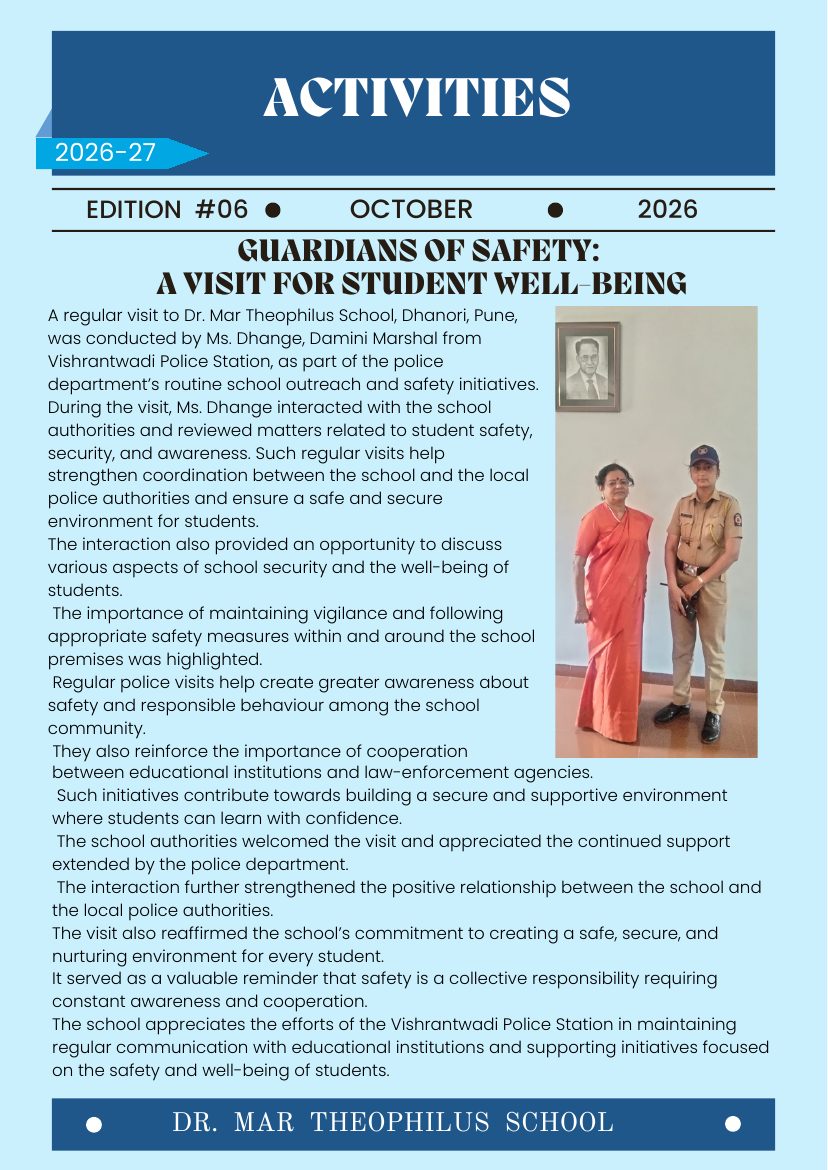 ACTIVITIES
2026-27
EDITION #06 ● OCTOBER ● 2026
GUARDIANS OF SAFETY:
A VISIT FOR STUDENT WELL-BEING
A regular visit to Dr. Mar Theophilus School, Dhanori, Pune,
was conducted by Ms. Dhange, Damini Marshal from
Vishrantwadi Police Station, as part of the police
department’s routine school outreach and safety initiatives.
During the visit, Ms. Dhange interacted with the school
authorities and reviewed matters related to student safety,
security, and awareness. Such regular visits help
strengthen coordination between the school and the local
police authorities and ensure a safe and secure
environment for students.
The interaction also provided an opportunity to discuss
various aspects of school security and the well-being of
students.
The importance of maintaining vigilance and following
appropriate safety measures within and around the school
premises was highlighted.
Regular police visits help create greater awareness about
safety and responsible behaviour among the school
community.
They also reinforce the importance of cooperation
between educational institutions and law-enforcement agencies.
Such initiatives contribute towards building a secure and supportive environment
where students can learn with confidence.
The school authorities welcomed the visit and appreciated the continued support
extended by the police department.
The interaction further strengthened the positive relationship between the school and
the local police authorities.
The visit also reaffirmed the school’s commitment to creating a safe, secure, and
nurturing environment for every student.
It served as a valuable reminder that safety is a collective responsibility requiring
constant awareness and cooperation.
The school appreciates the efforts of the Vishrantwadi Police Station in maintaining
regular communication with educational institutions and supporting initiatives focused
on the safety and well-being of students.
DR. MAR THEOPHILUS SCHOOL